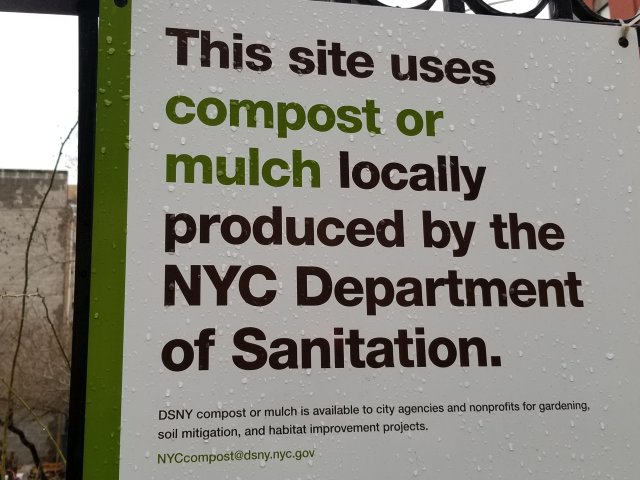 This site uses
compost or
mulch locally
produced by the
NYC Department
of Sanitation.
DSNY compost or mulch is available to city agencies and nonprofits for gardening,
soil mitigation, and habitat improvement projects.
NYCcompost@dsny.nyc.gov